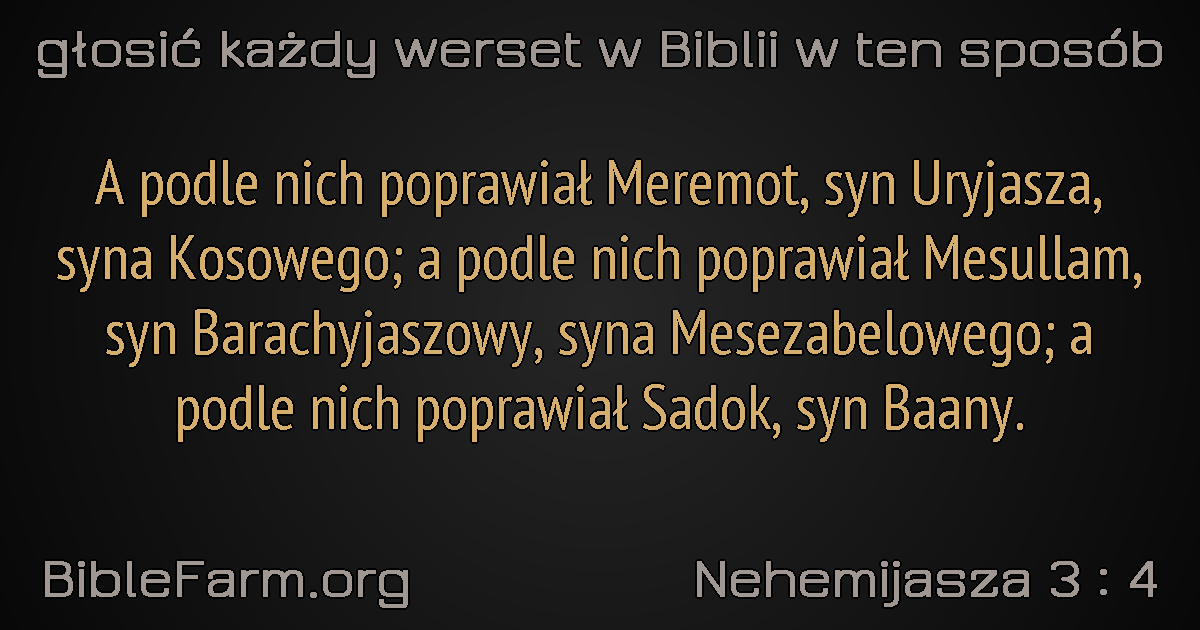 głosić każdy werset w Biblii w ten sposób
A podle nich poprawiał Meremot, syn Uryjasza,
syna Kosowego; a podle nich poprawiał Mesullam,
syn Barachyjaszowy, syna Mesezabelowego; a
podle nich poprawiał Sadok, syn Baany.
BibleFarm.org
Nehemijasza 3 : 4